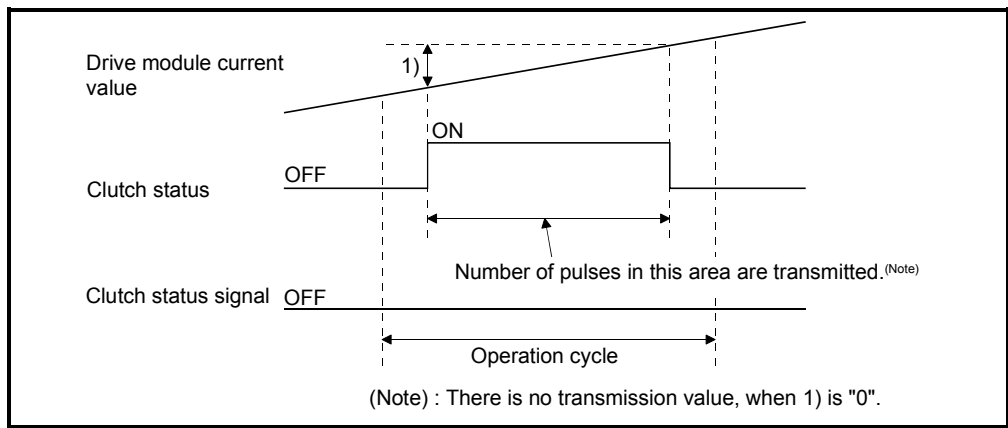 Drive module current
value
1)
ON
OFF
Clutch status
Number of pulses in this area are transmitted.(Note)
Clutch status signal OFF
Operation cycle
(Note) : There is no transmission value, when 1) is "0".